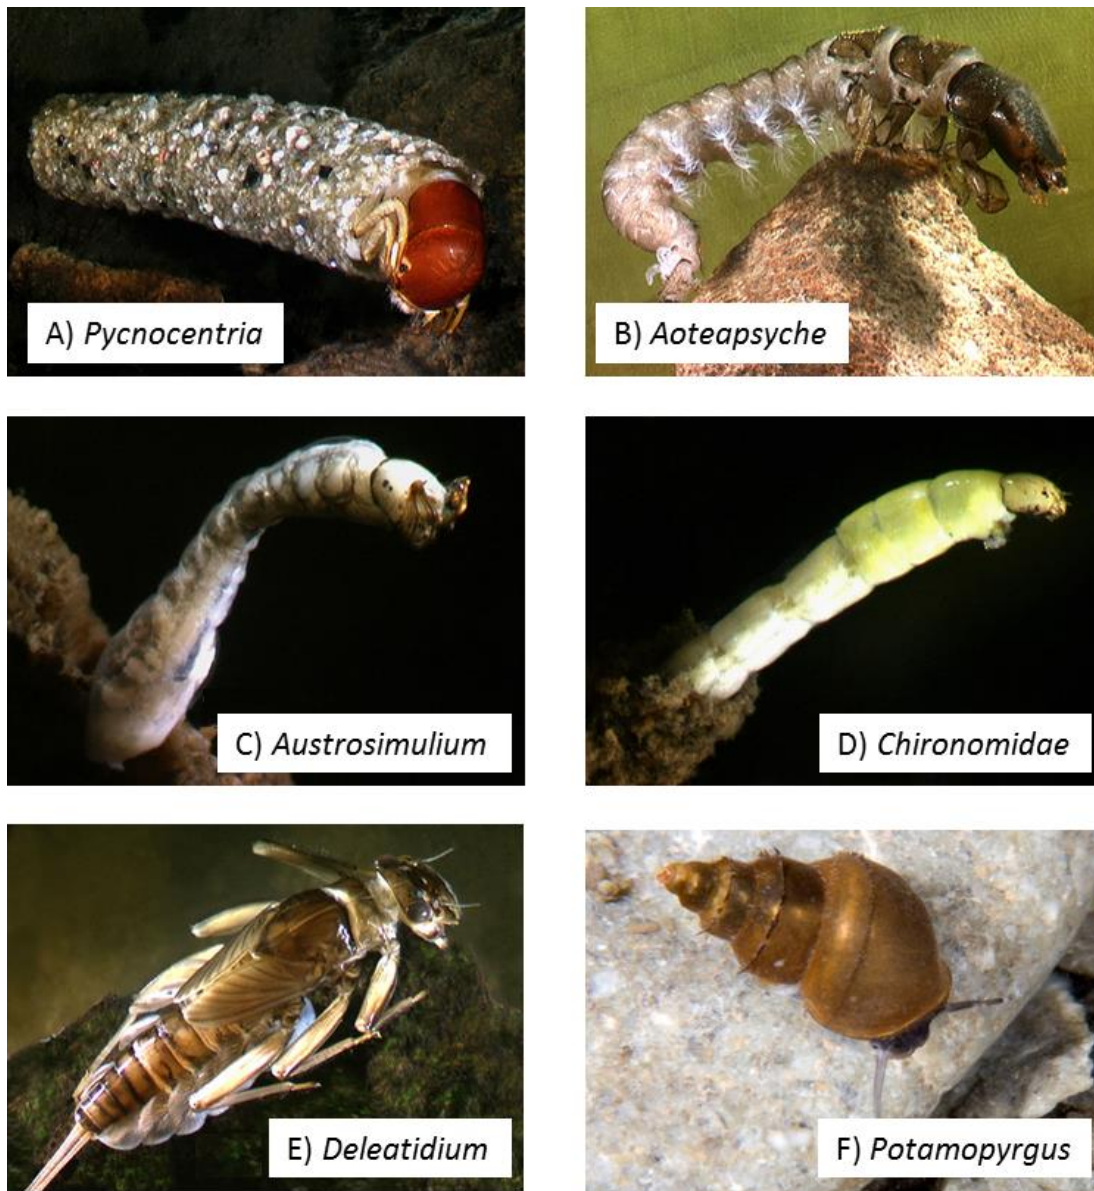 A) Pycnocentria
B) Aoteapsyche
C) Austrosimulium
D) Chironomidae
E) Deleatidium
F) Potamopyrgus